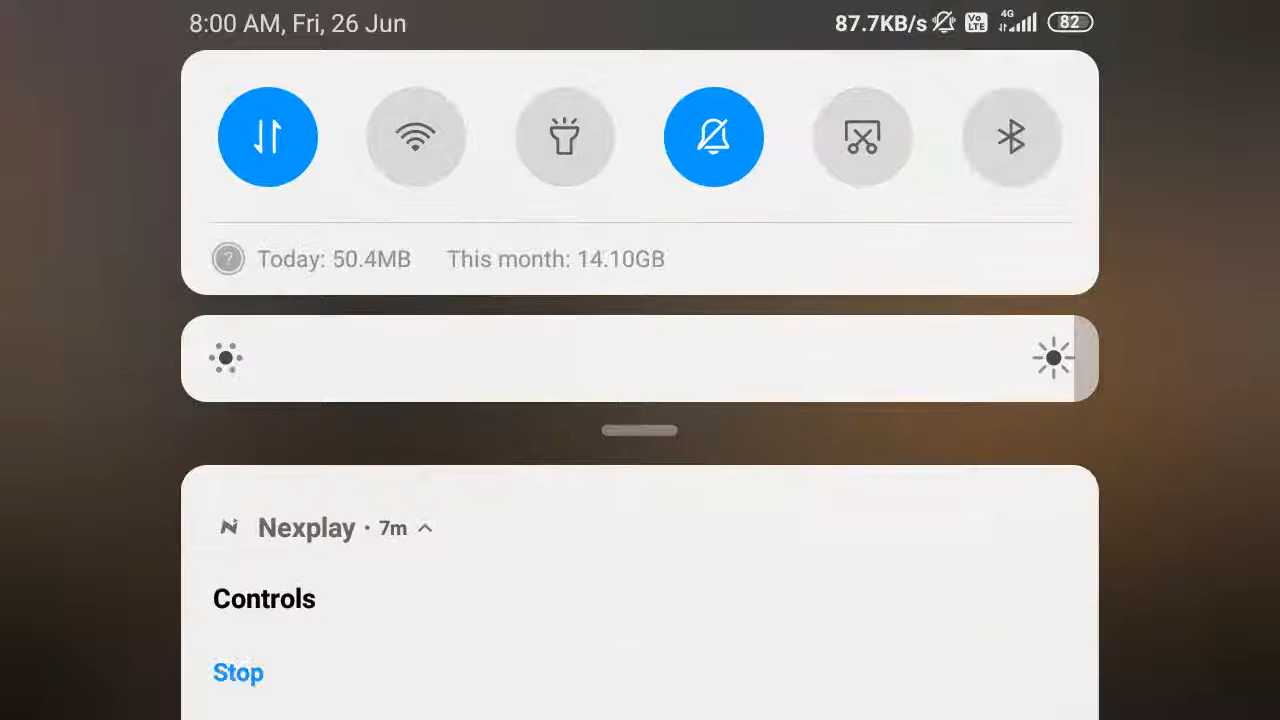 8:00 AM, Fri, 26 Jun 87.7KB/s Vo LTE 4G 82
? Today: 50.4MB This month: 14.10GB
Nexplay · 7m
Controls
Stop